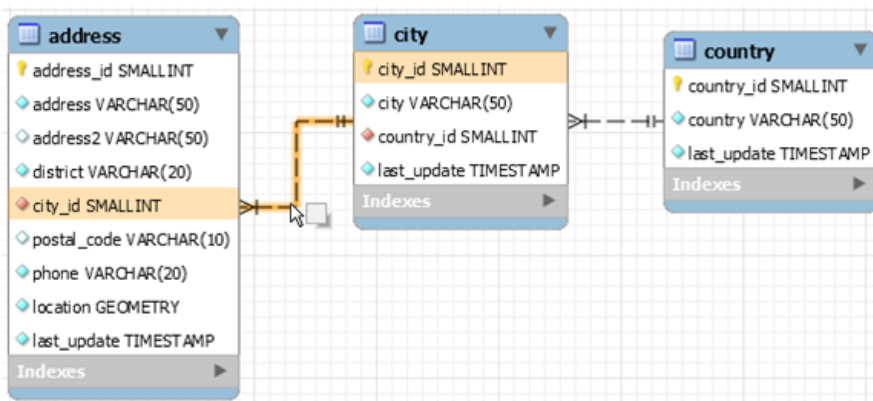 address
address_id SMALLINT
address VARCHAR(50)
address2 VARCHAR(50)
district VARCHAR(20)
city_id SMALLINT
postal_code VARCHAR(10)
phone VARCHAR(20)
location GEOMETRY
last_update TIMESTAMP
Indexes
city
city_id SMALLINT
city VARCHAR(50)
country_id SMALLINT
last_update TIMESTAMP
Indexes
country
country_id SMALLINT
country VARCHAR(50)
last_update TIMESTAMP
Indexes